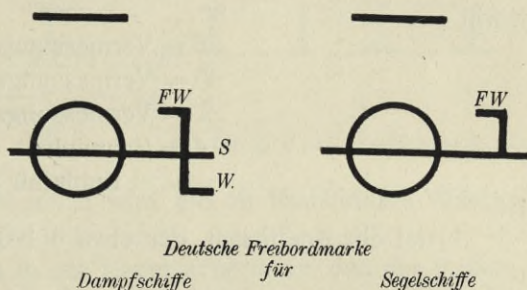 FW FW
S
W.
Deutsche Freibordmarke
für
Dampfschiffe Segelschiffe